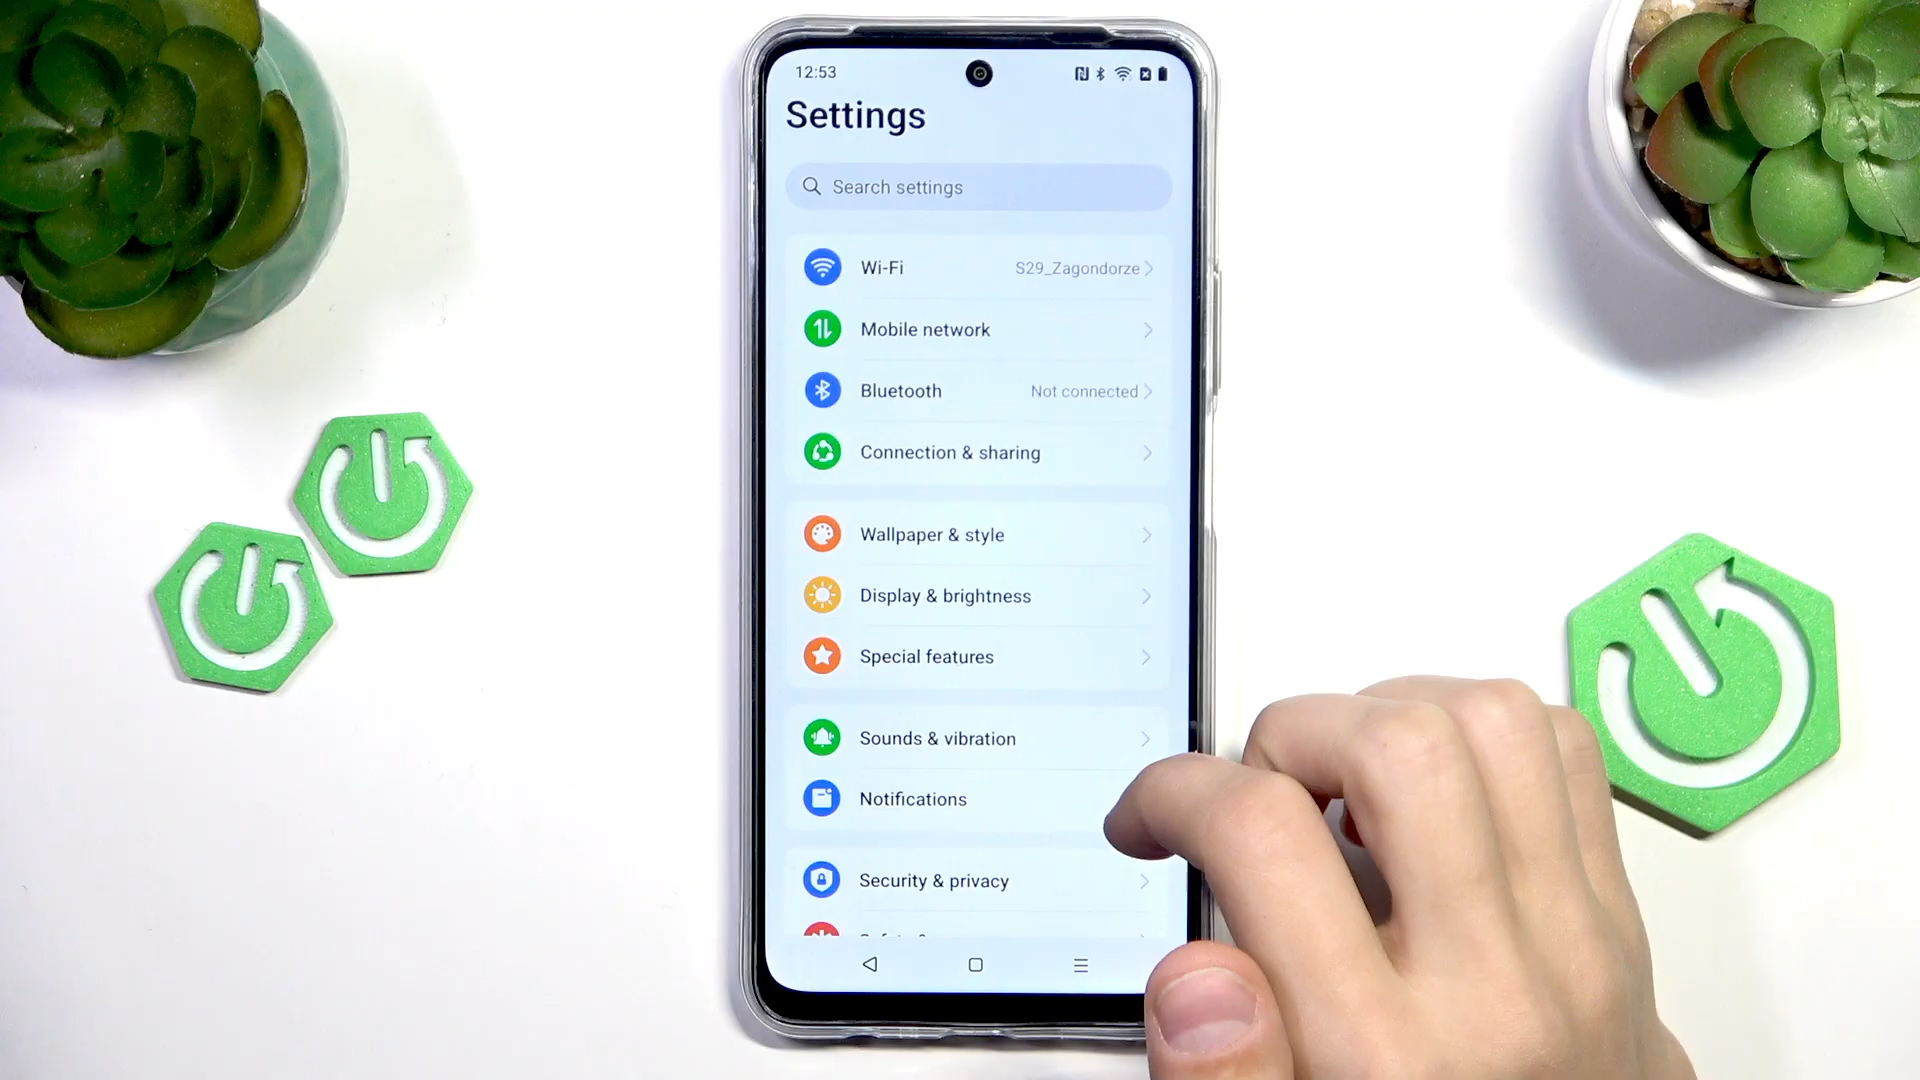 12:53
Settings
Search settings
Wi-Fi S29_Zagondorze
Mobile network
Bluetooth Not connected
Connection & sharing
Wallpaper & style
Display & brightness
Special features
Sounds & vibration
Notifications
Security & privacy